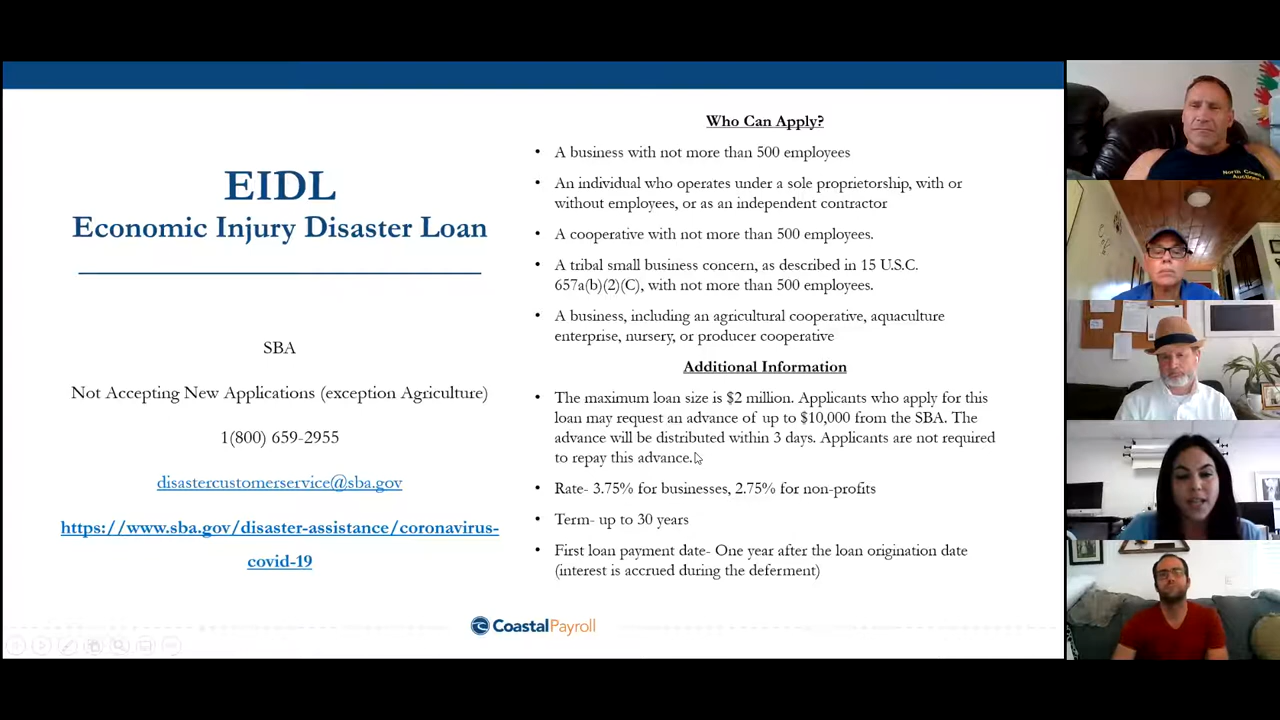 EIDL
Economic Injury Disaster Loan
SBA
Not Accepting New Applications (exception Agriculture)
1(800) 659-2955
disastercustomerservice@sba.gov
https://www.sba.gov/disaster-assistance/coronavirus-
covid-19
Who Can Apply?
• A business with not more than 500 employees
• An individual who operates under a sole proprietorship, with or
without employees, or as an independent contractor
• A cooperative with not more than 500 employees.
• A tribal small business concern, as described in 15 U.S.C.
657a(b)(2)(C), with not more than 500 employees.
• A business, including an agricultural cooperative, aquaculture
enterprise, nursery, or producer cooperative
Additional Information
• The maximum loan size is $2 million. Applicants who apply for this
loan may request an advance of up to $10,000 from the SBA. The
advance will be distributed within 3 days. Applicants are not required
to repay this advance.
• Rate- 3.75% for businesses, 2.75% for non-profits
• Term- up to 30 years
• First loan payment date- One year after the loan origination date
(interest is accrued during the deferment)
CoastalPayroll
North County